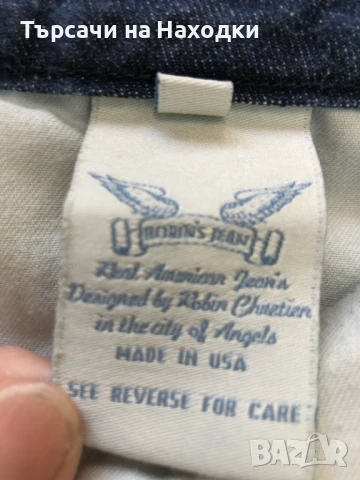 Търсачи на Находки
ROBIN'S JEAN
Real American Jean's
Designed by Robin Chretien
in the city of Angels
MADE IN USA
SEE REVERSE FOR CARE
BAZAR